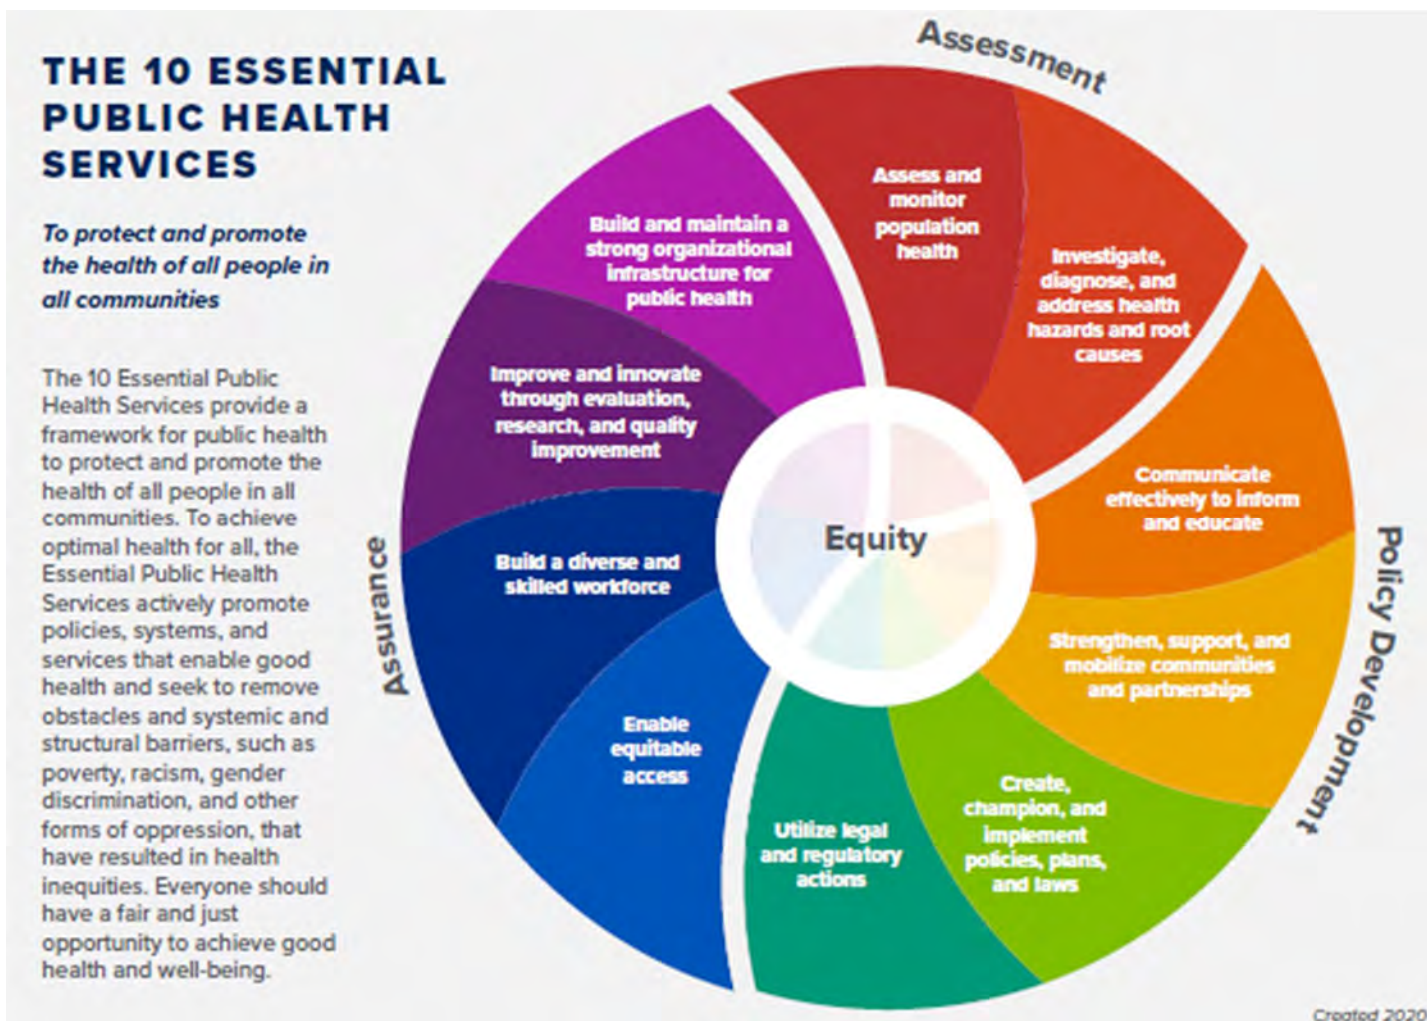 THE 10 ESSENTIAL
PUBLIC HEALTH
SERVICES
To protect and promote
the health of all people in
all communities
The 10 Essential Public
Health Services provide a
framework for public health
to protect and promote the
health of all people in all
communities. To achieve
optimal health for all, the
Essential Public Health
Services actively promote
policies, systems, and
services that enable good
health and seek to remove
obstacles and systemic and
structural barriers, such as
poverty, racism, gender
discrimination, and other
forms of oppression, that
have resulted in health
inequities. Everyone should
have a fair and just
opportunity to achieve good
health and well-being.
Assessment
Assess and
monitor
population
health
Investigate,
diagnose, and
address health
hazards and root
causes
Policy Development
Communicate
effectively to inform
and educate
Strengthen, support, and
mobilize communities
and partnerships
Create,
champion, and
implement
policies, plans,
and laws
Utilize legal
and regulatory
actions
Assurance
Enable
equitable
access
Build a diverse and
skilled workforce
Improve and innovate
through evaluation,
research, and quality
improvement
Build and maintain a
strong organizational
infrastructure for
public health
Equity
Created 2020